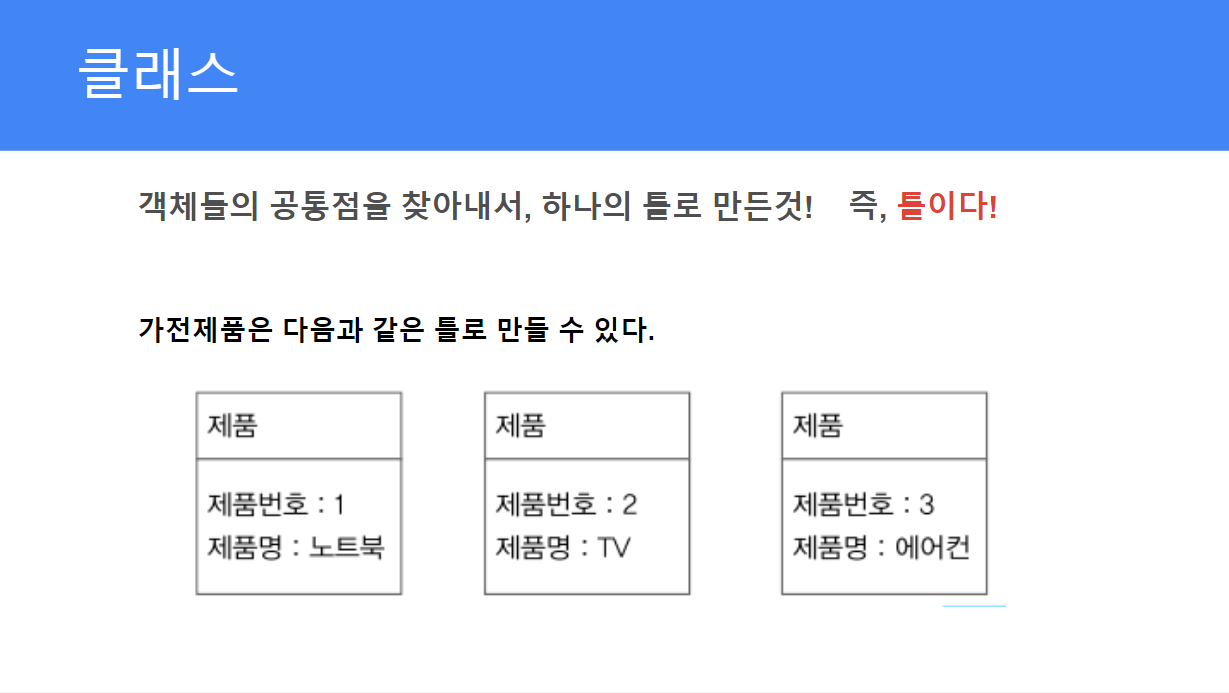 클래스
객체들의 공통점을 찾아내서, 하나의 틀로 만든것! 즉, 틀이다!
가전제품은 다음과 같은 틀로 만들 수 있다.
제품
제품번호 : 1
제품명 : 노트북
제품
제품번호 : 2
제품명 : TV
제품
제품번호 : 3
제품명 : 에어컨